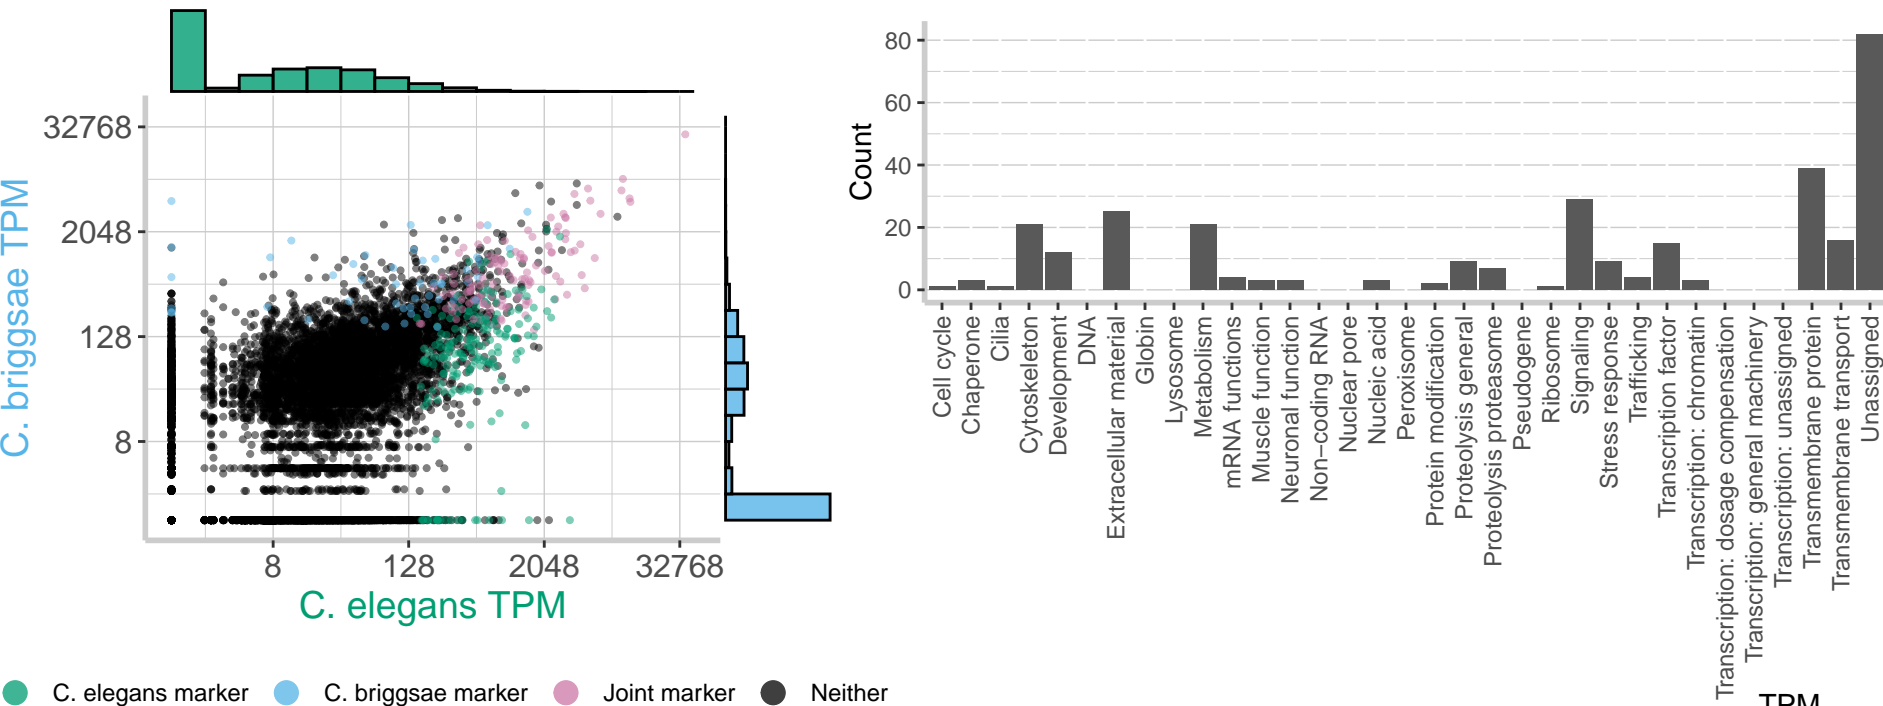 32768
2048
128
8
C. briggsae TPM
8
128
2048
32768
C. elegans TPM
C. elegans marker
C. briggsae marker
Joint marker
Neither
Count
80
60
40
20
0
Cell cycle
Chaperone
Cilia
Cytoskeleton
Development
DNA
Extracellular material
Globin
Lysosome
Metabolism
mRNA functions
Muscle function
Neuronal function
Non−coding RNA
Nuclear pore
Nucleic acid
Peroxisome
Protein modification
Proteolysis general
Proteolysis proteasome
Pseudogene
Ribosome
Signaling
Stress response
Trafficking
Transcription factor
Transcription: chromatin
Transcription: dosage compensation
Transcription: general machinery
Transcription: unassigned
Transmembrane protein
Transmembrane transport
Unassigned
TPM